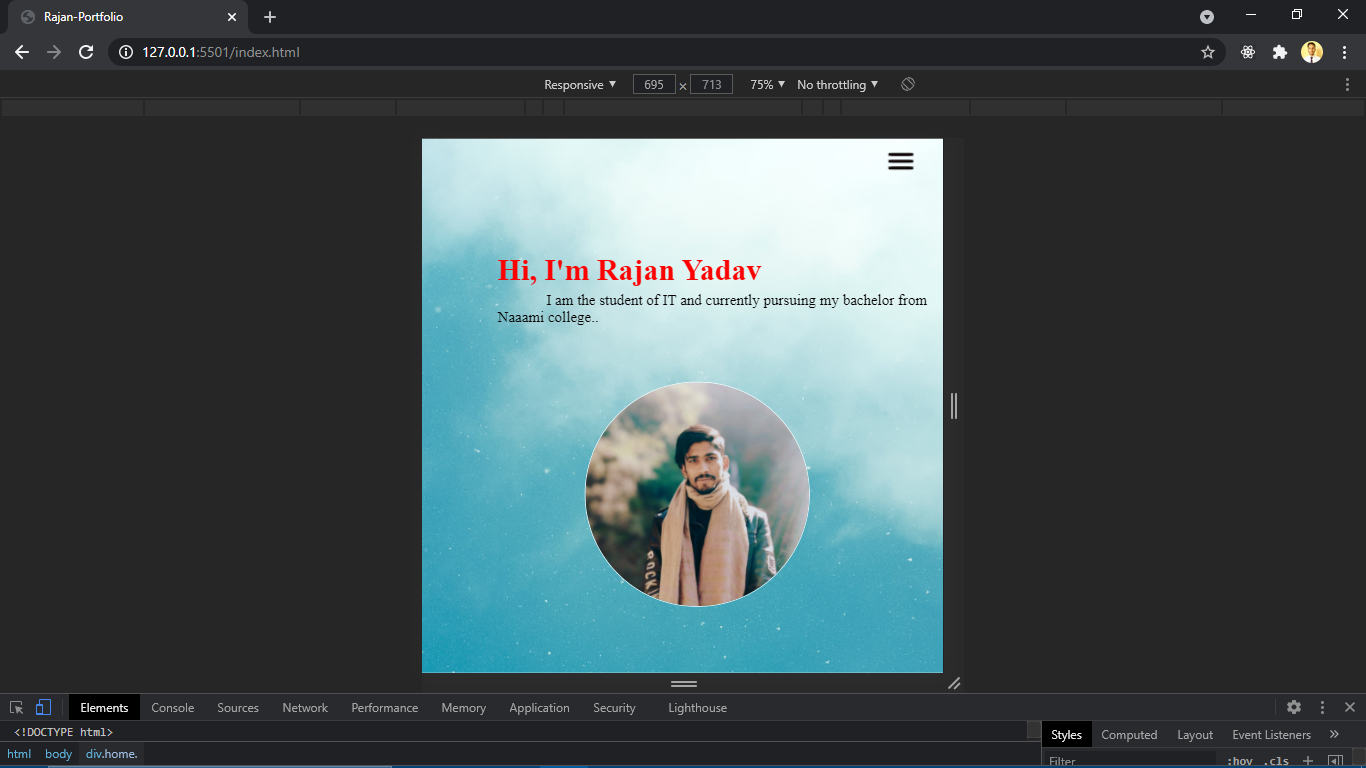 Rajan-Portfolio
127.0.0.1:5501/index.html
Responsive 695 × 713 75% No throttling
Hi, I'm Rajan Yadav
I am the student of IT and currently pursuing my bachelor from
Naaami college..
ROCK
Elements Console Sources Network Performance Memory Application Security Lighthouse
<!DOCTYPE html>
html body div.home.
Styles Computed Layout Event Listeners »
Filter :hov .cls +